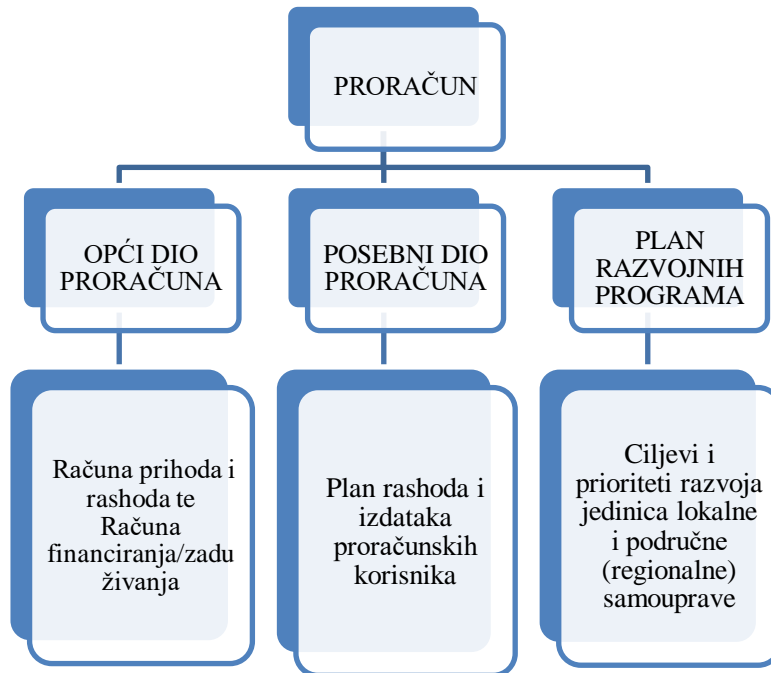 PRORAČUN
OPĆI DIO
PRORAČUNA
POSEBNI DIO
PRORAČUNA
PLAN
RAZVOJNIH
PROGRAMA
Računa prihoda i
rashoda te
Računa
financiranja/zadu
živanja
Plan rashoda i
izdataka
proračunskih
korisnika
Ciljevi i
prioriteti razvoja
jedinica lokalne
i područne
(regionalne)
samouprave